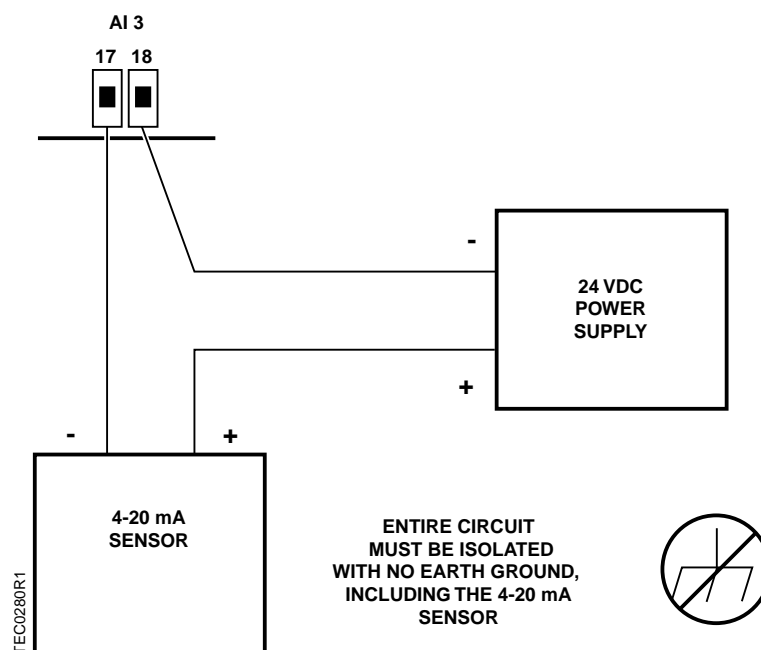 AI 3
17 18
-
24 VDC
POWER
SUPPLY
+
-
+
4-20 mA
SENSOR
ENTIRE CIRCUIT
MUST BE ISOLATED
WITH NO EARTH GROUND,
INCLUDING THE 4-20 mA
SENSOR
TEC0280R1